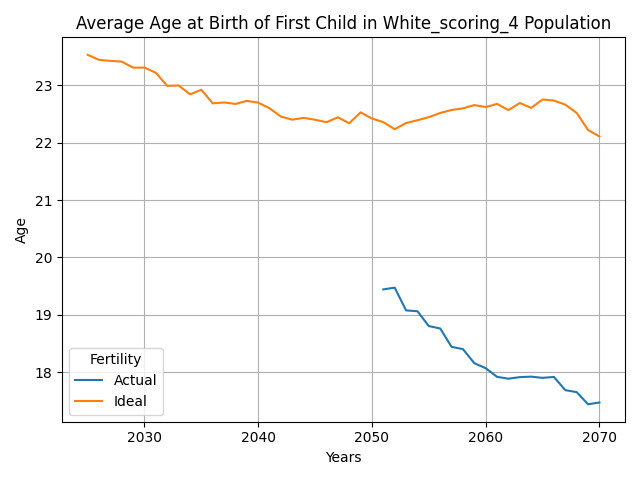 Average Age at Birth of First Child in White_scoring_4 Population
Age
23
22
21
20
19
18
Fertility
Actual
Ideal
2030 2040 2050 2060 2070
Years